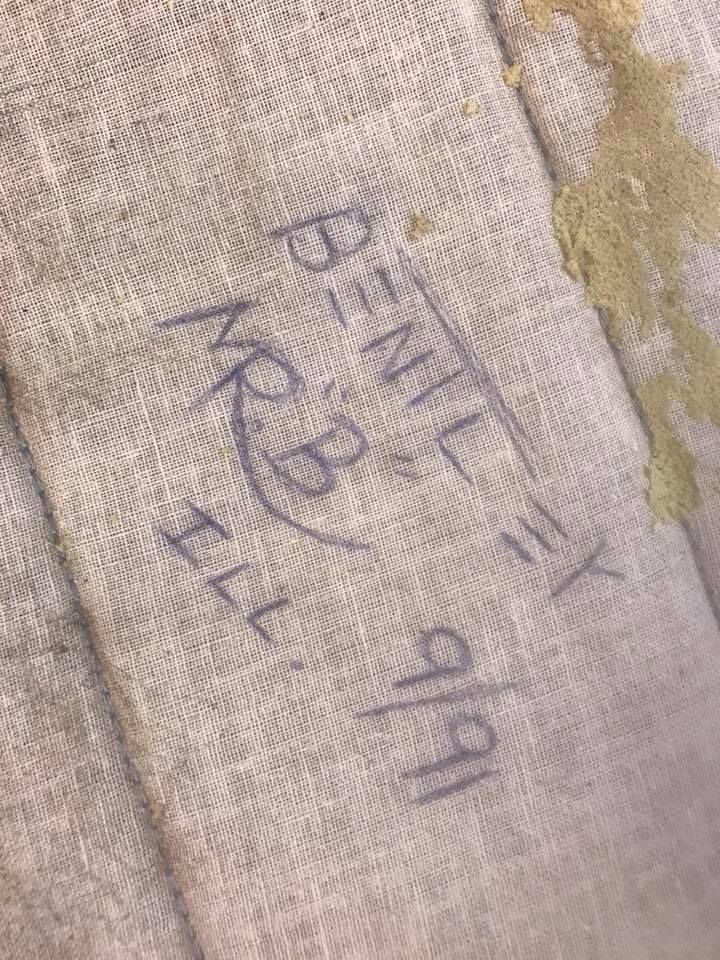 BENTLEY
MR. "B" 9/91
ILL.